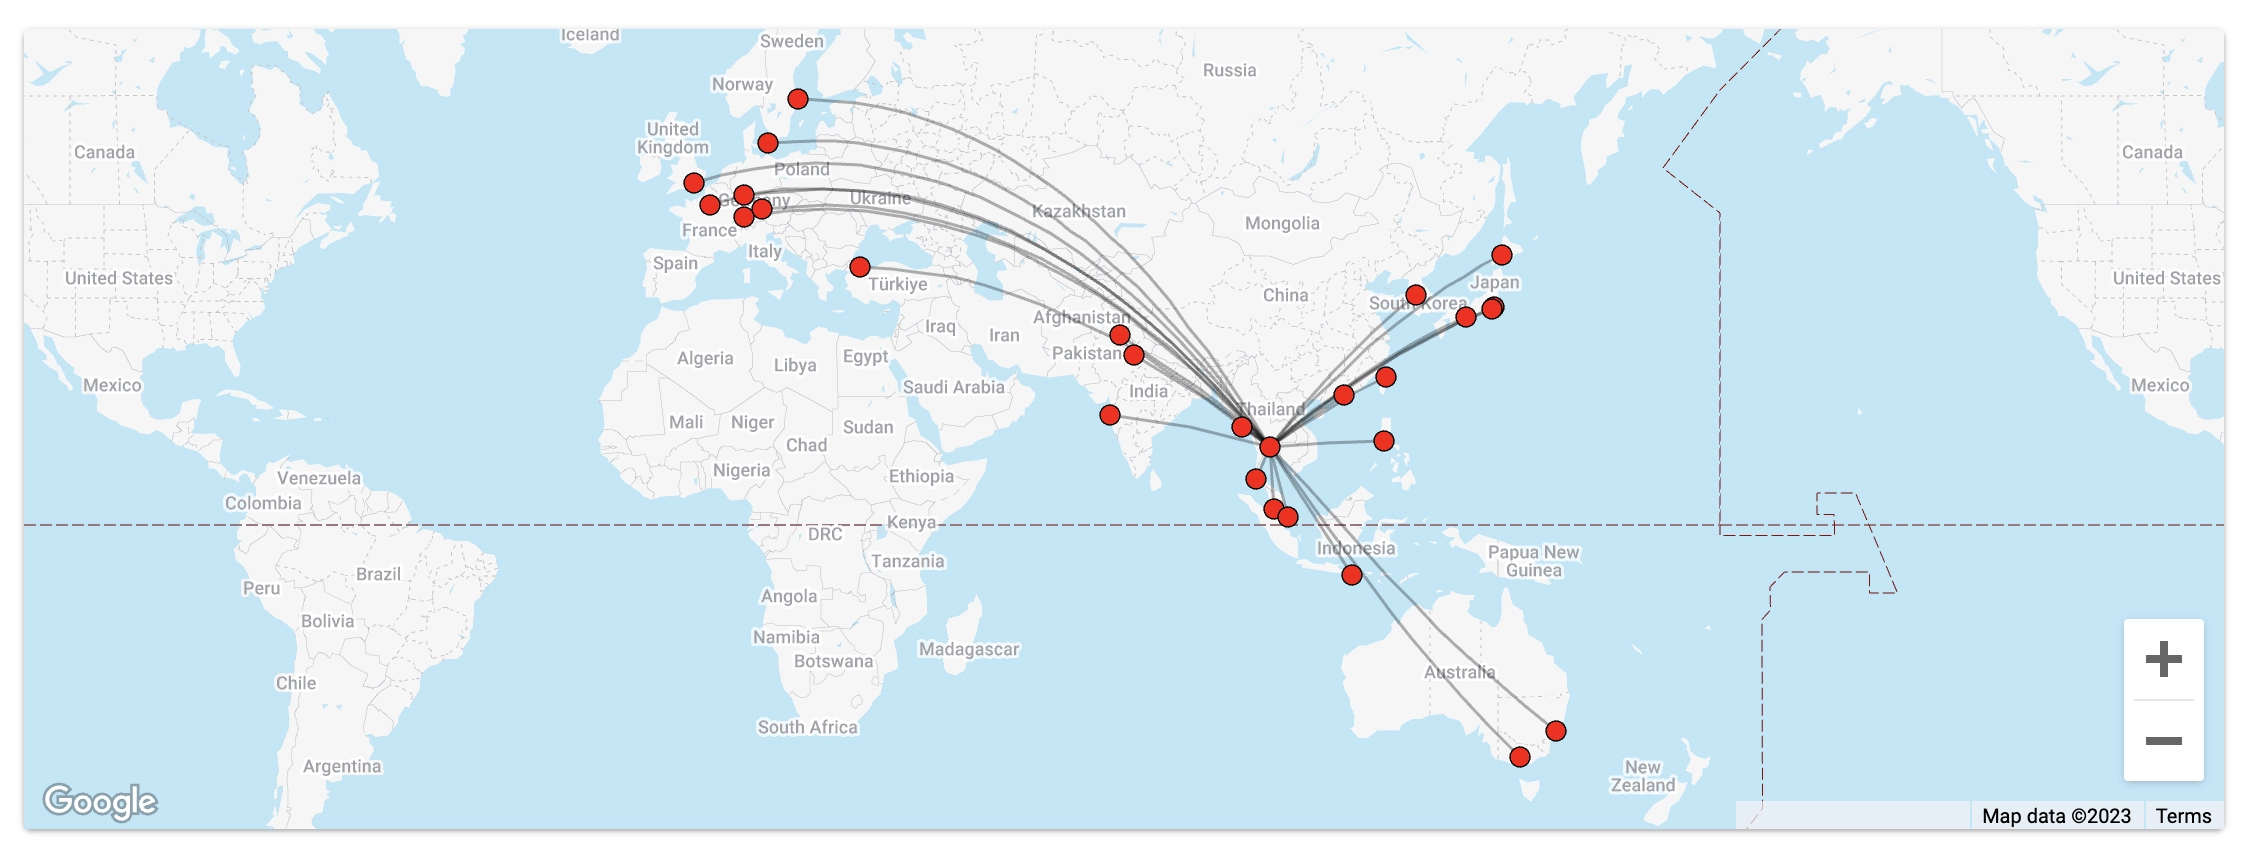 Iceland
Sweden
Russia
Norway
United
Kingdom
Canada
Canada
Poland
Germany
Ukraine
Kazakhstan
Mongolia
France
Italy
Spain
Türkiye
United States
United States
Japan
China
South Korea
Afghanistan
Iraq
Iran
Algeria
Libya
Egypt
Pakistan
Mexico
Saudi Arabia
India
Mexico
Thailand
Mali
Niger
Sudan
Chad
Venezuela
Nigeria
Ethiopia
Colombia
Kenya
DRC
Indonesia
Papua New
Guinea
Tanzania
Brazil
Peru
Angola
Bolivia
Namibia
Madagascar
Botswana
Australia
Chile
South Africa
Argentina
New
Zealand
Google
Map data ©2023
Terms